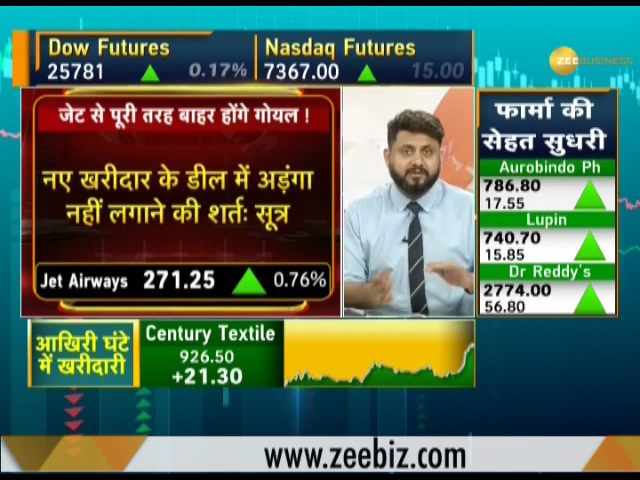 Dow Futures
25781 0.17%
Nasdaq Futures
7367.00 15.00
ZEEBUSINESS
जेट से पूरी तरह बाहर होंगे गोयल !
नए खरीदार के डील में अड़ंगा
नहीं लगाने की शर्तः सूत्र
Jet Airways 271.25 0.76%
फार्मा की
सेहत सुधरी
Aurobindo Ph
786.80
17.55
Lupin
740.70
15.85
Dr Reddy's
2774.00
56.80
आखिरी घंटे
में खरीदारी
Century Textile
926.50
+21.30
www.zeebiz.com